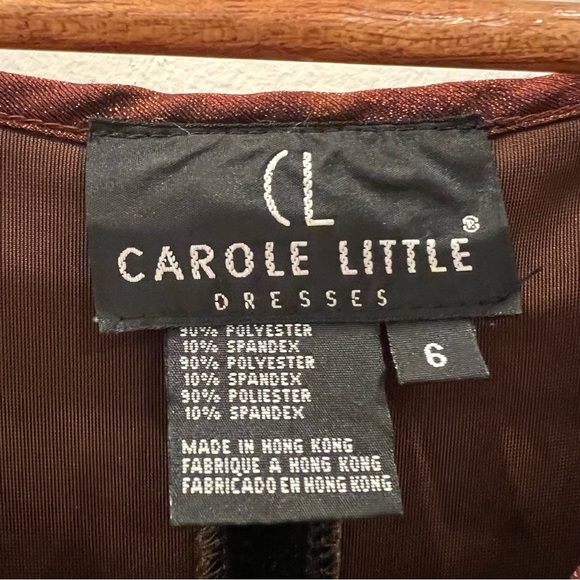 CL
CAROLE LITTLE®
DRESSES
90% POLYESTER
10% SPANDEX
90% POLYESTER
10% SPANDEX
90% POLIESTER
10% SPANDEX
MADE IN HONG KONG
FABRIQUE A HONG KONG
FABRICADO EN HONG KONG
6